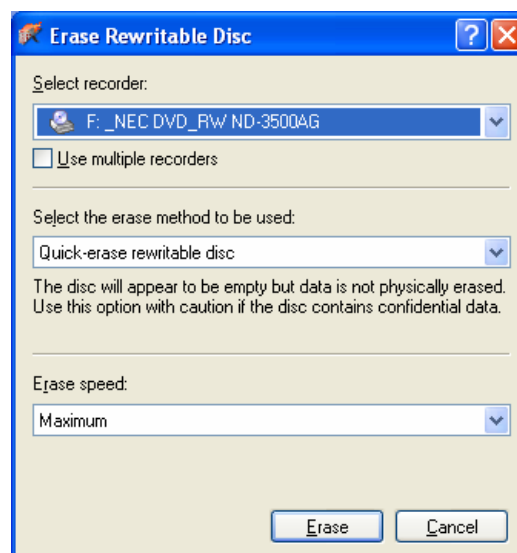 Erase Rewritable Disc
?
Select recorder:
F: _NEC DVD_RW ND-3500AG
Use multiple recorders
Select the erase method to be used:
Quick-erase rewritable disc
The disc will appear to be empty but data is not physically erased.
Use this option with caution if the disc contains confidential data.
Erase speed:
Maximum
Erase
Cancel